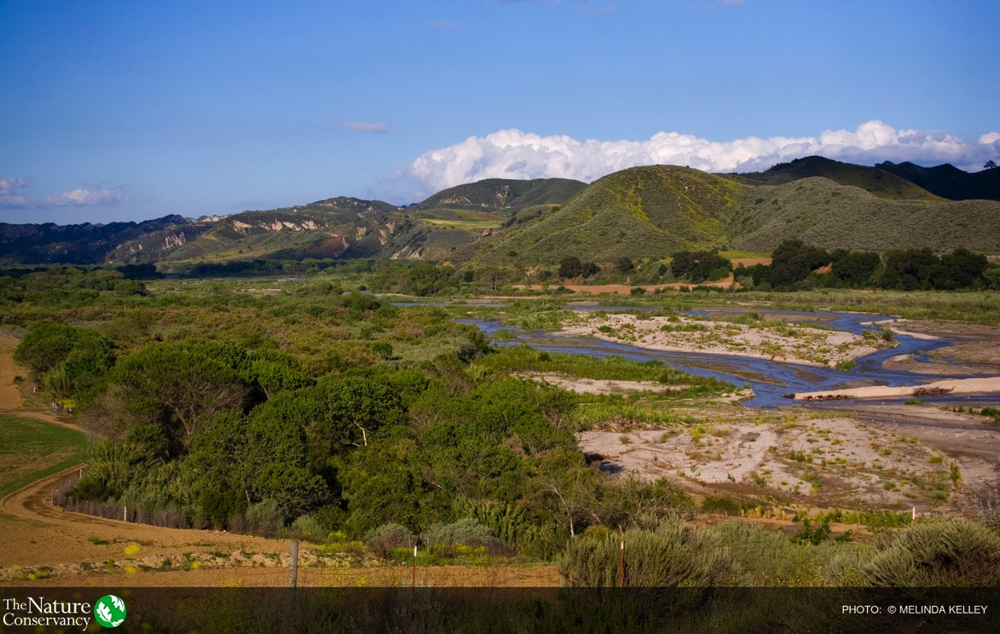 The Nature
Conservancy
PHOTO:  © MELINDA KELLEY